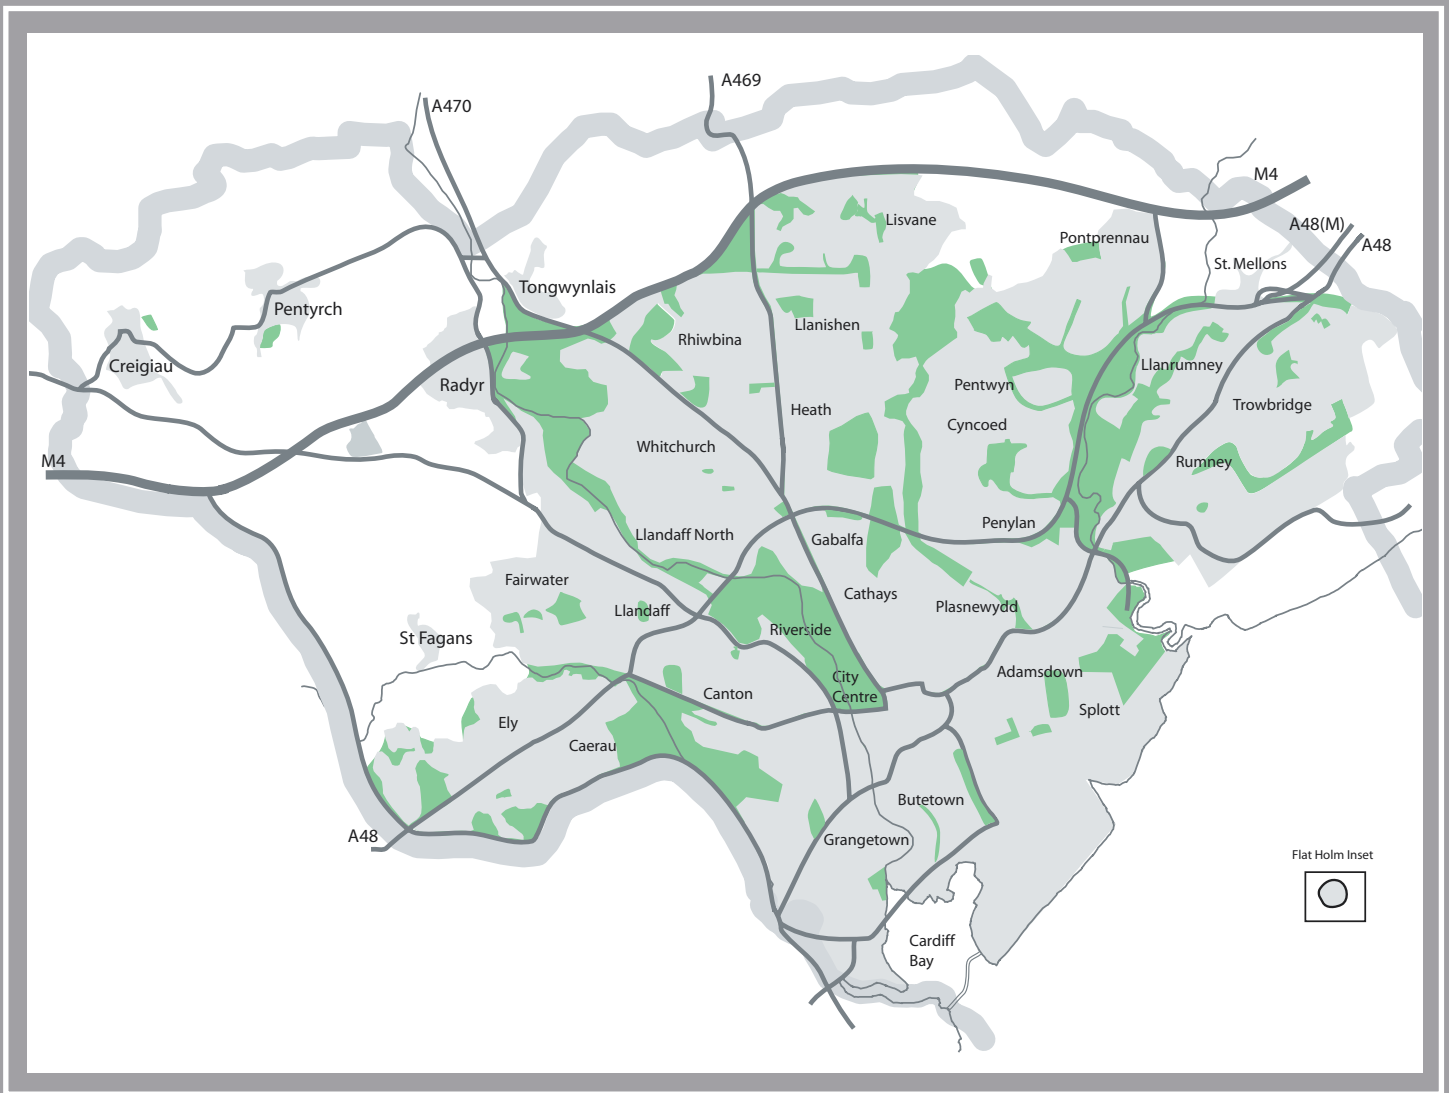 A469
A470
M4
Lisvane
A48(M)
Pontprennau
A48
St. Mellons
Tongwynlais
Pentyrch
Llanishen
Rhiwbina
Creigiau
Llanrumney
Radyr
Pentwyn
Trowbridge
Heath
Cyncoed
Whitchurch
M4
Rumney
Penylan
Llandaff North
Gabalfa
Fairwater
Cathays
Plasnewydd
Llandaff
Riverside
St Fagans
Adamsdown
City
Centre
Canton
Splott
Ely
Caerau
Butetown
A48
Grangetown
Flat Holm Inset
Cardiff
Bay